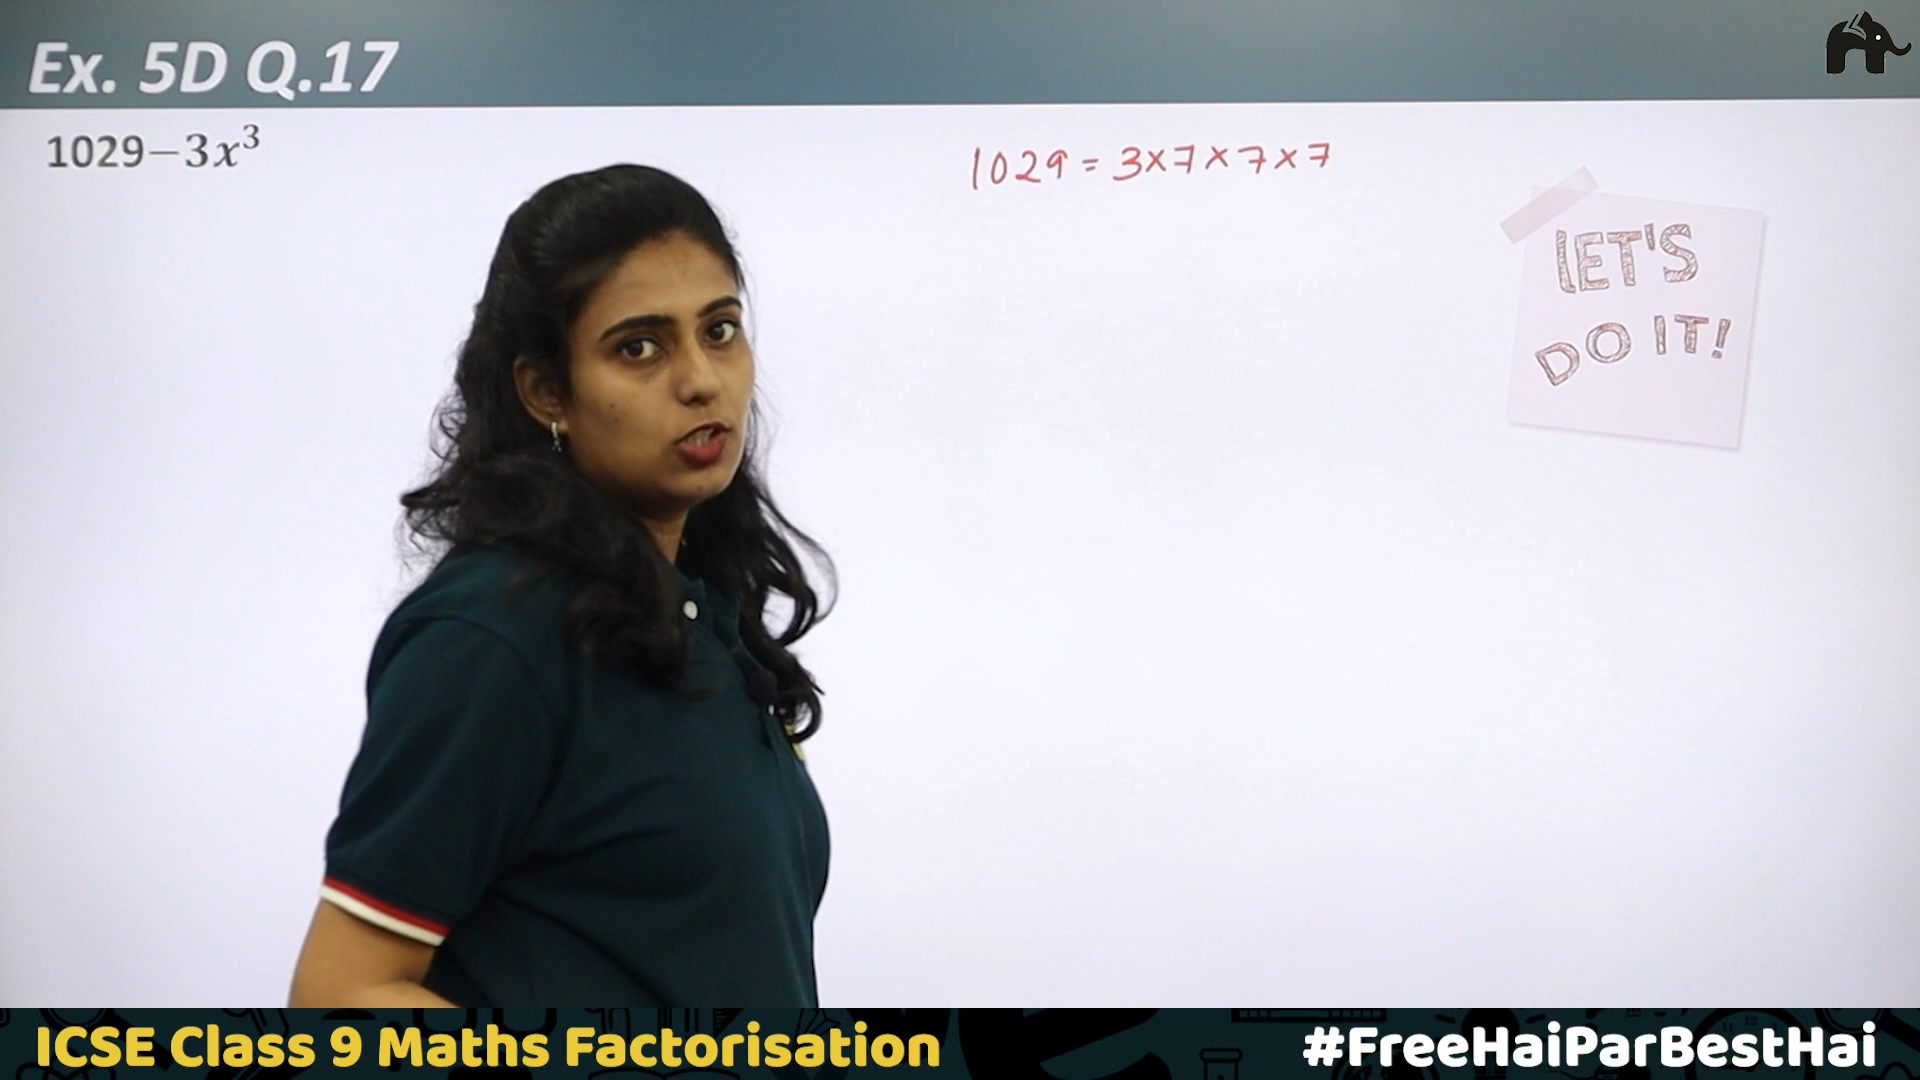 Ex. 5D Q.17
1029−3x³
1029 = 3×7×7×7
LET'S
DO IT!
ICSE Class 9 Maths Factorisation
#FreeHaiParBestHai